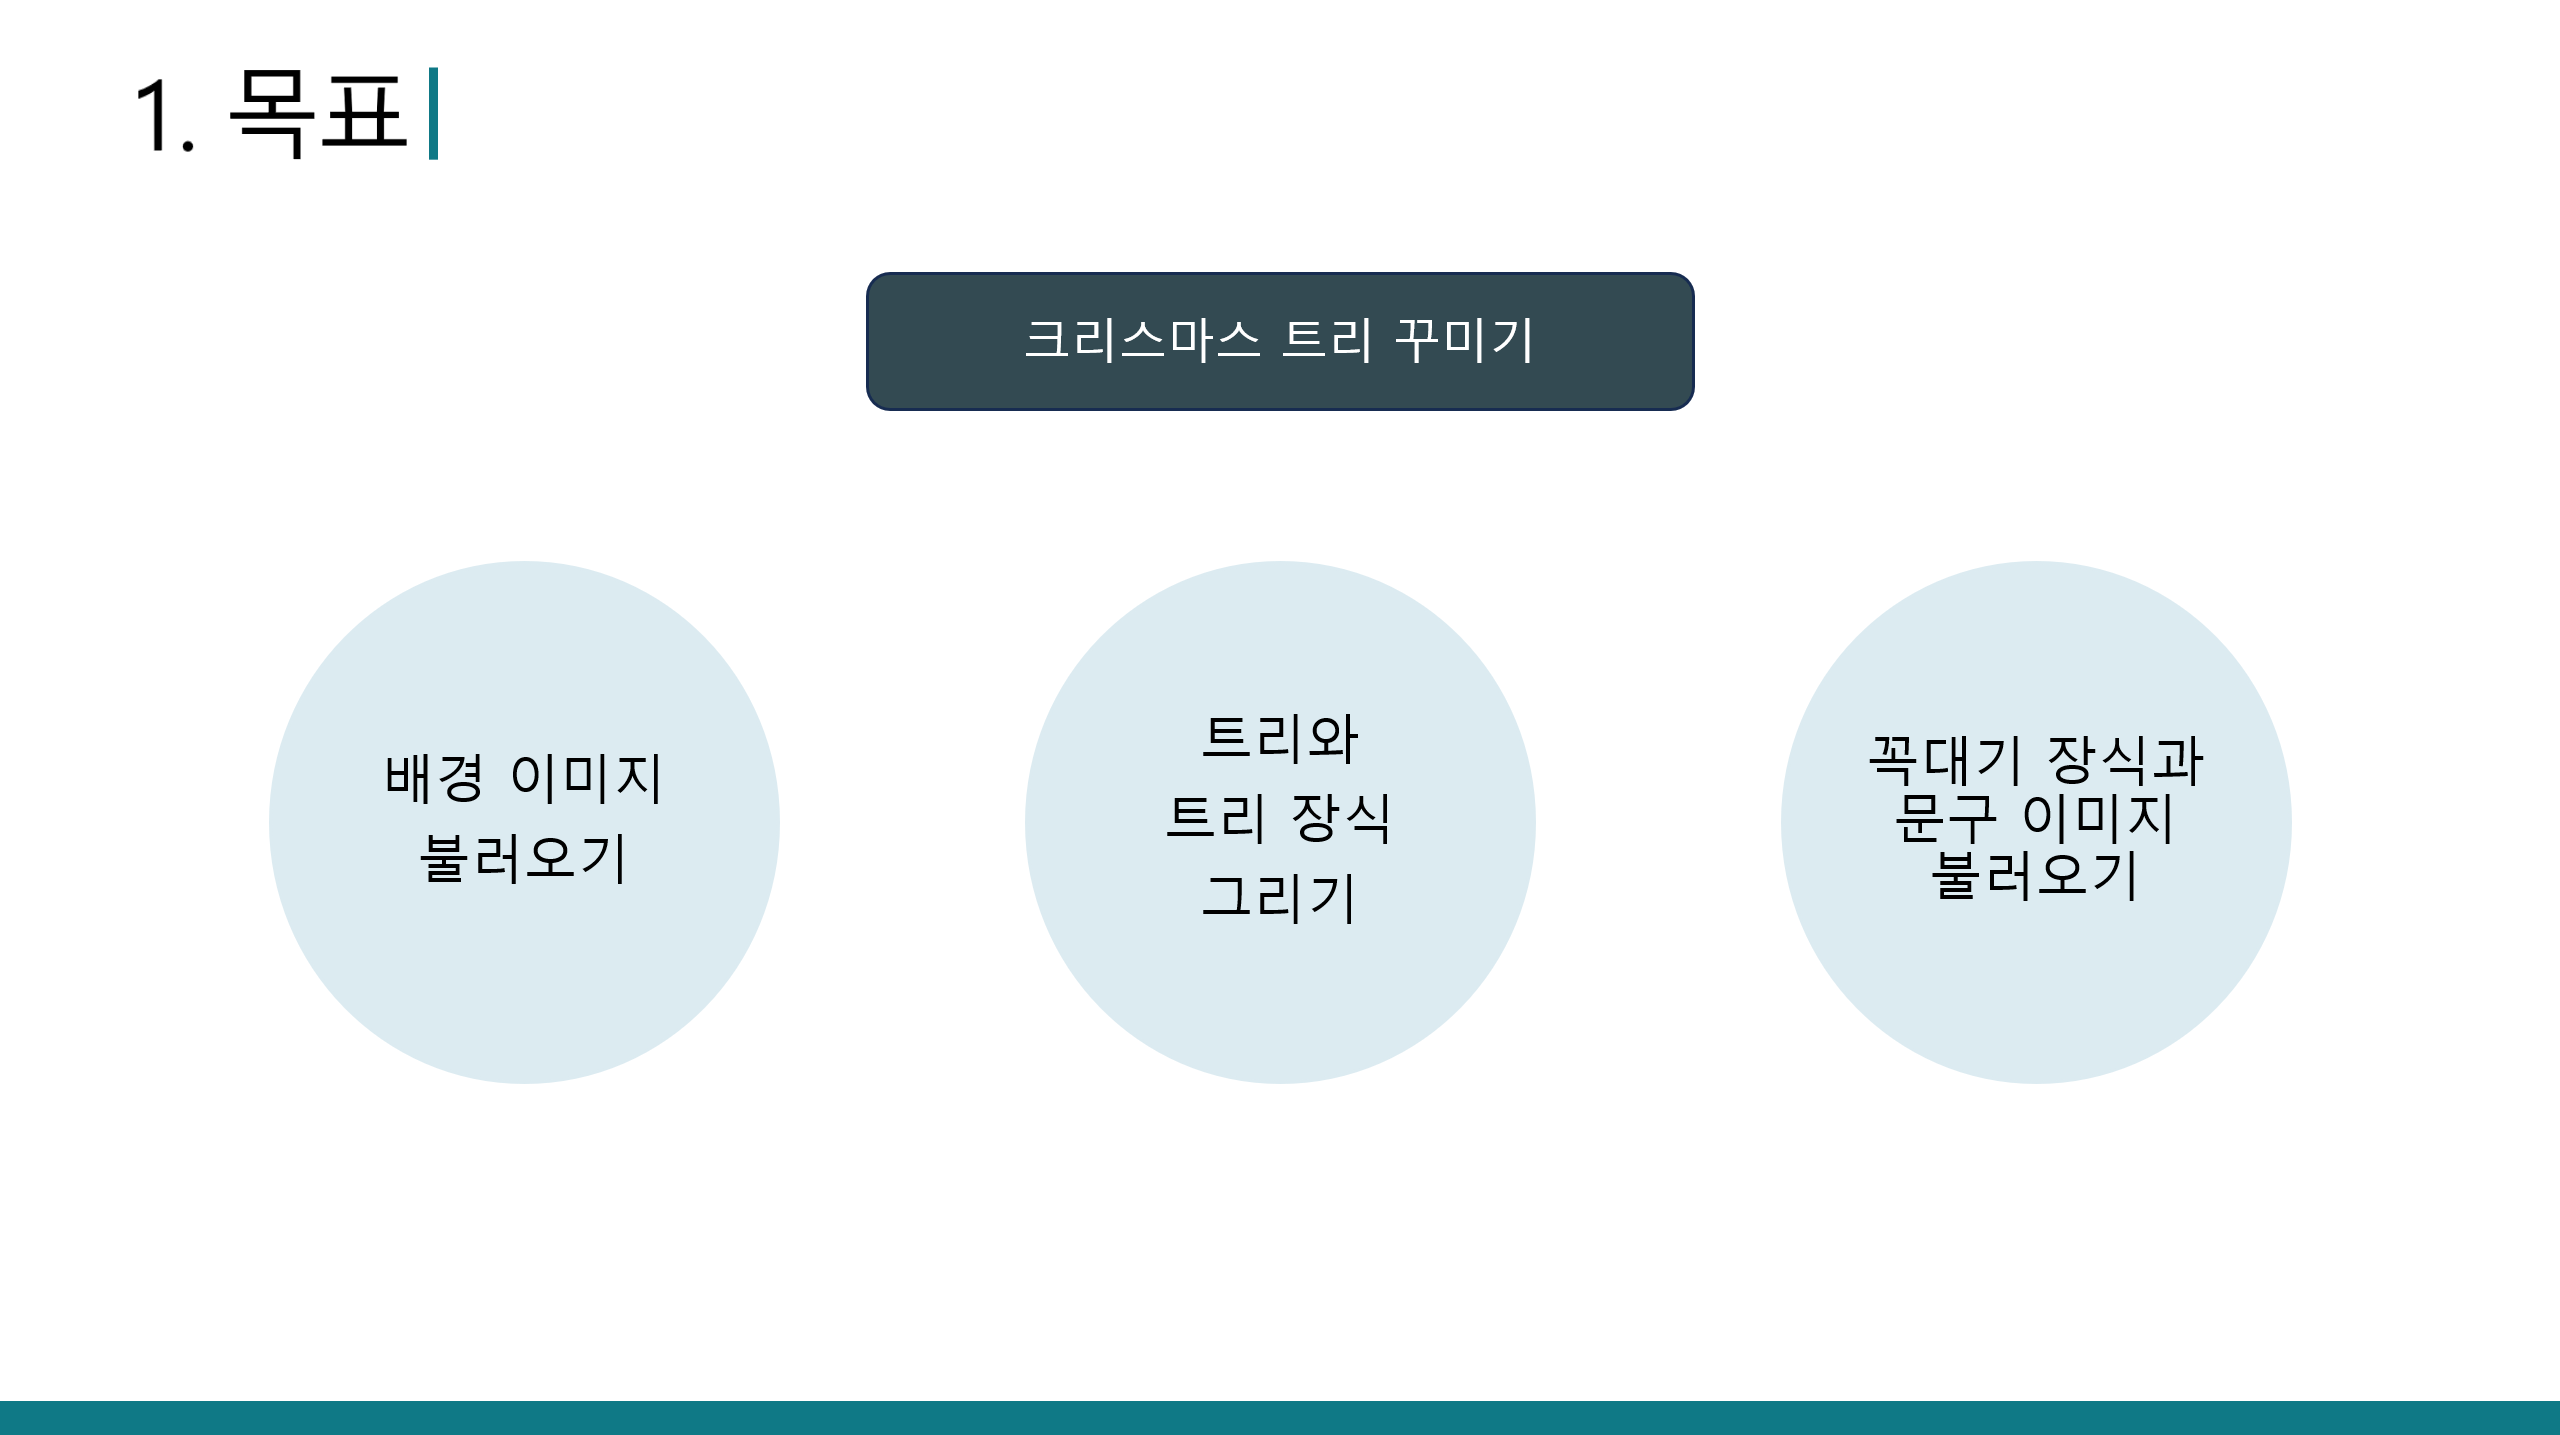 1. 목표
크리스마스 트리 꾸미기
배경 이미지
불러오기
트리와
트리 장식
그리기
꼭대기 장식과
문구 이미지
불러오기